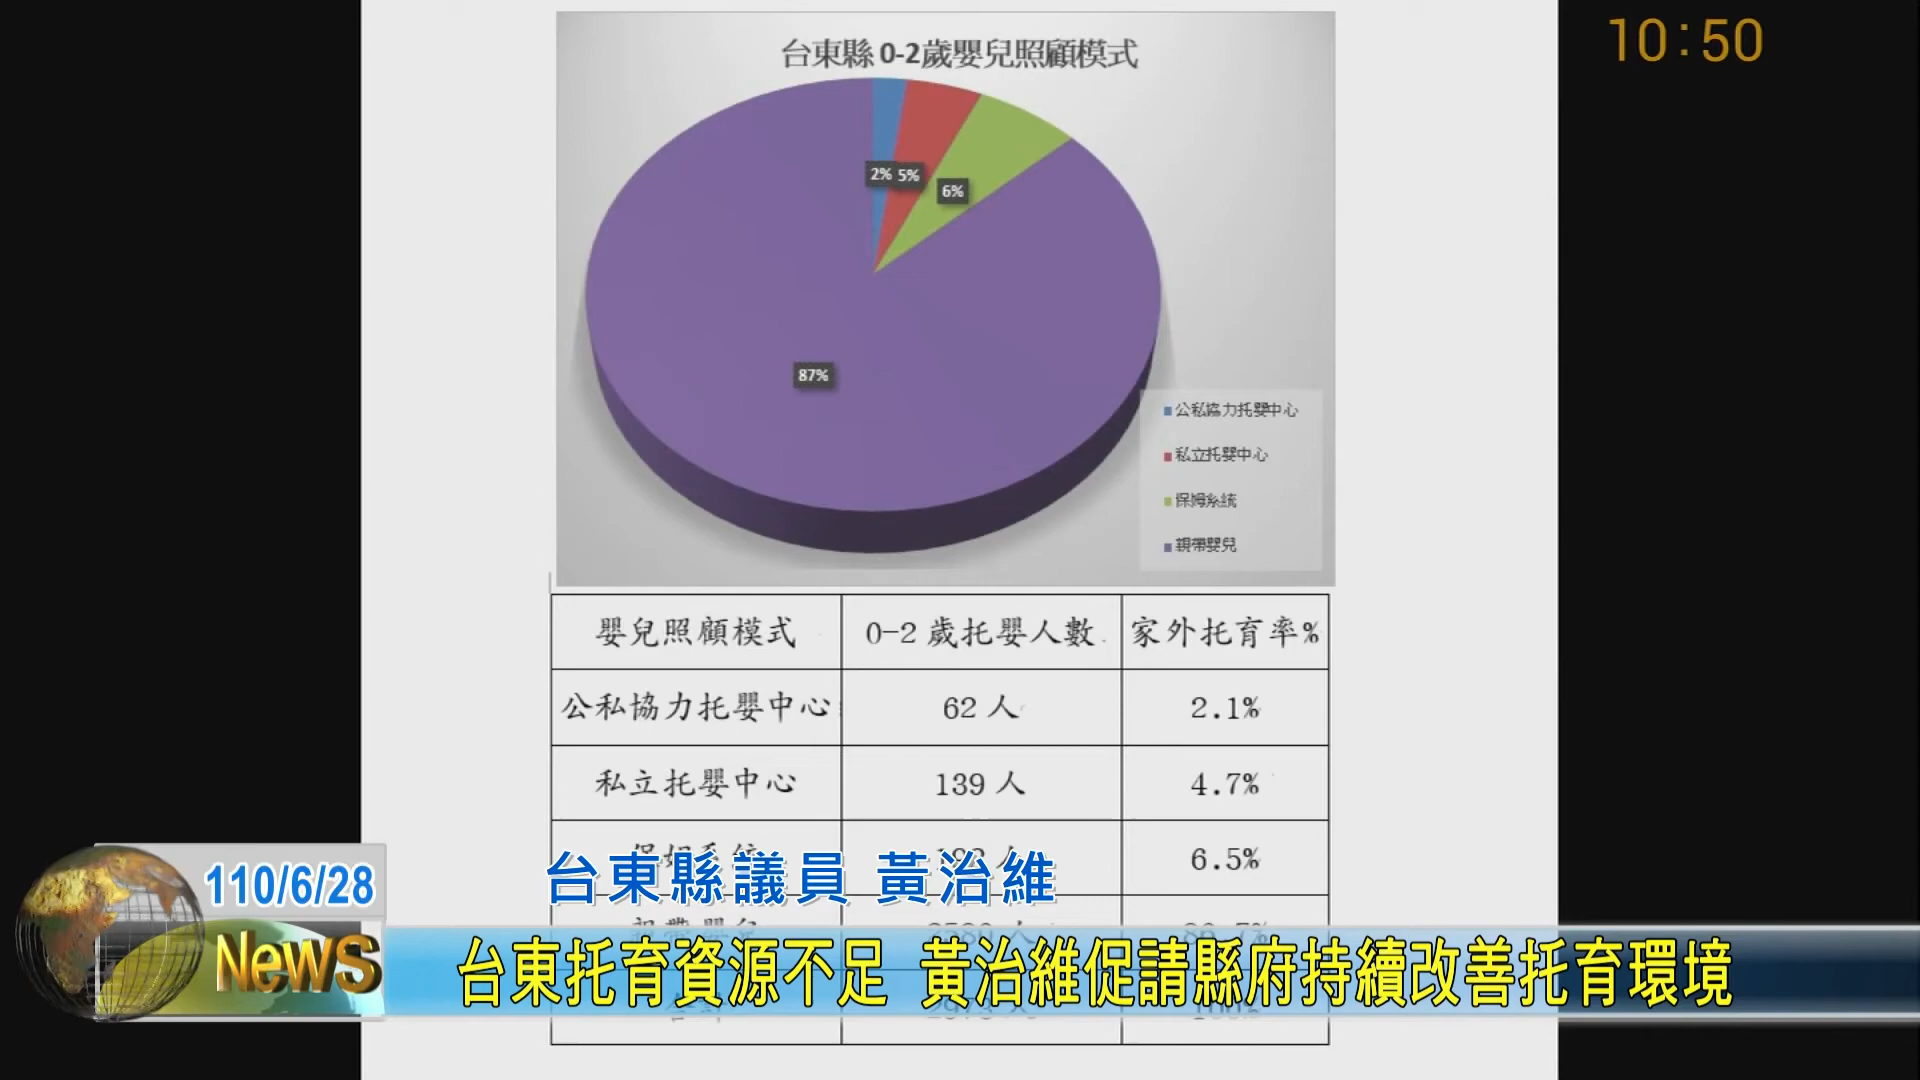 10:50
台東縣 0-2歲嬰兒照顧模式
2% 5%
6%
87%
公私協力托嬰中心
私立托嬰中心
保姆系統
親帶嬰兒
嬰兒照顧模式 0-2 歲托嬰人數 家外托育率%
公私協力托嬰中心 62 人 2.1%
私立托嬰中心 139 人 4.7%
6.5%
台東縣議員 黃治維
110/6/28
News
台東托育資源不足 黃治維促請縣府持續改善托育環境